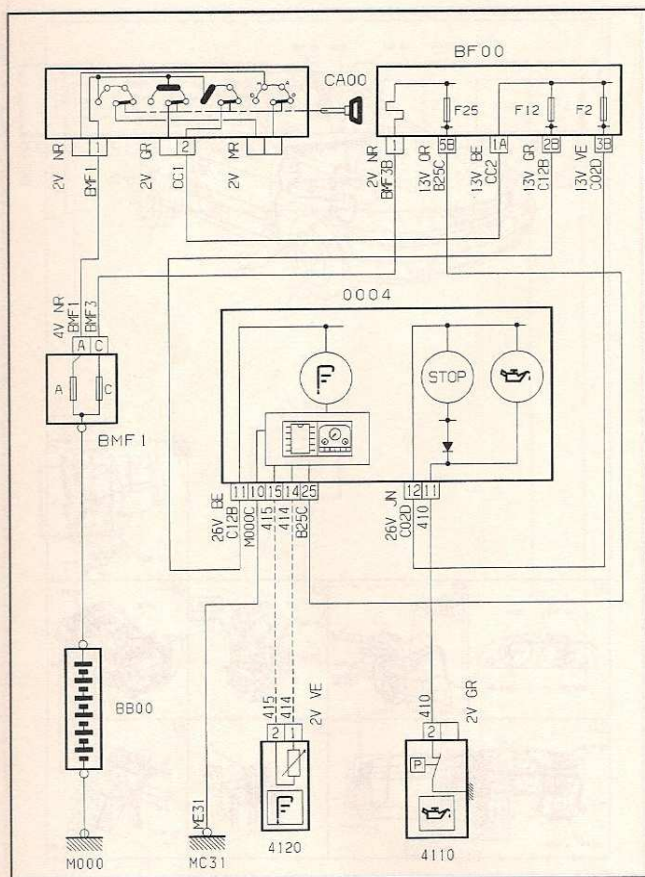 BF00
CA00
F25 F12 F2
1 2 1 5B 1A 2B 3B
2V NR
BMF1
2V GR
CC1
2V MR
2V NR
BMF3B
13V OR
B25C
13V BE
CC2
13V GR
C12B
13V VE
C02D
0004
4V NR
BMF1
BMF3
A C
A C
BMF1
STOP
11 10 15 14 25
12 11
26V BE
C12B
M000C
415
414
B25C
26V JN
C02D
410
BB00
415
414
2V VE
410
2V GR
2 1
2
P
ME31
M000
MC31
4120
4110